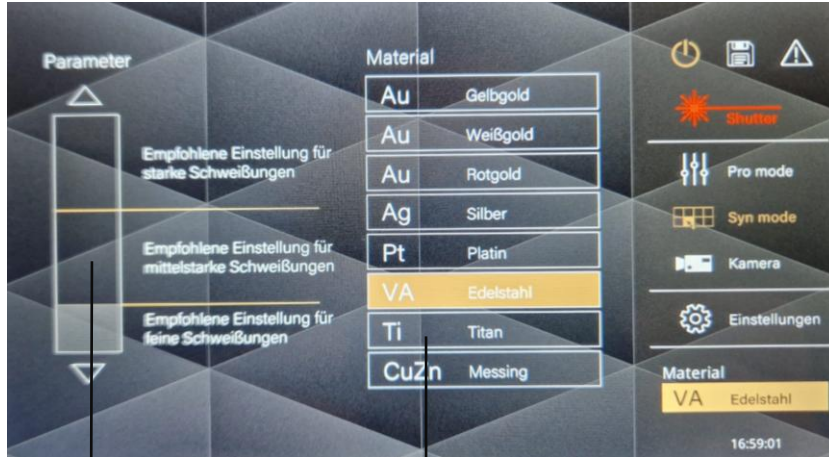 Parameter
Empfohlene Einstellung für
starke Schweißungen
Empfohlene Einstellung für
mittelstarke Schweißungen
Empfohlene Einstellung für
feine Schweißungen
Material
Au Gelbgold
Au Weißgold
Au Rotgold
Ag Silber
Pt Platin
VA Edelstahl
Ti Titan
CuZn Messing
Shutter
Pro mode
Syn mode
Kamera
Einstellungen
Material
VA Edelstahl
16:59:01